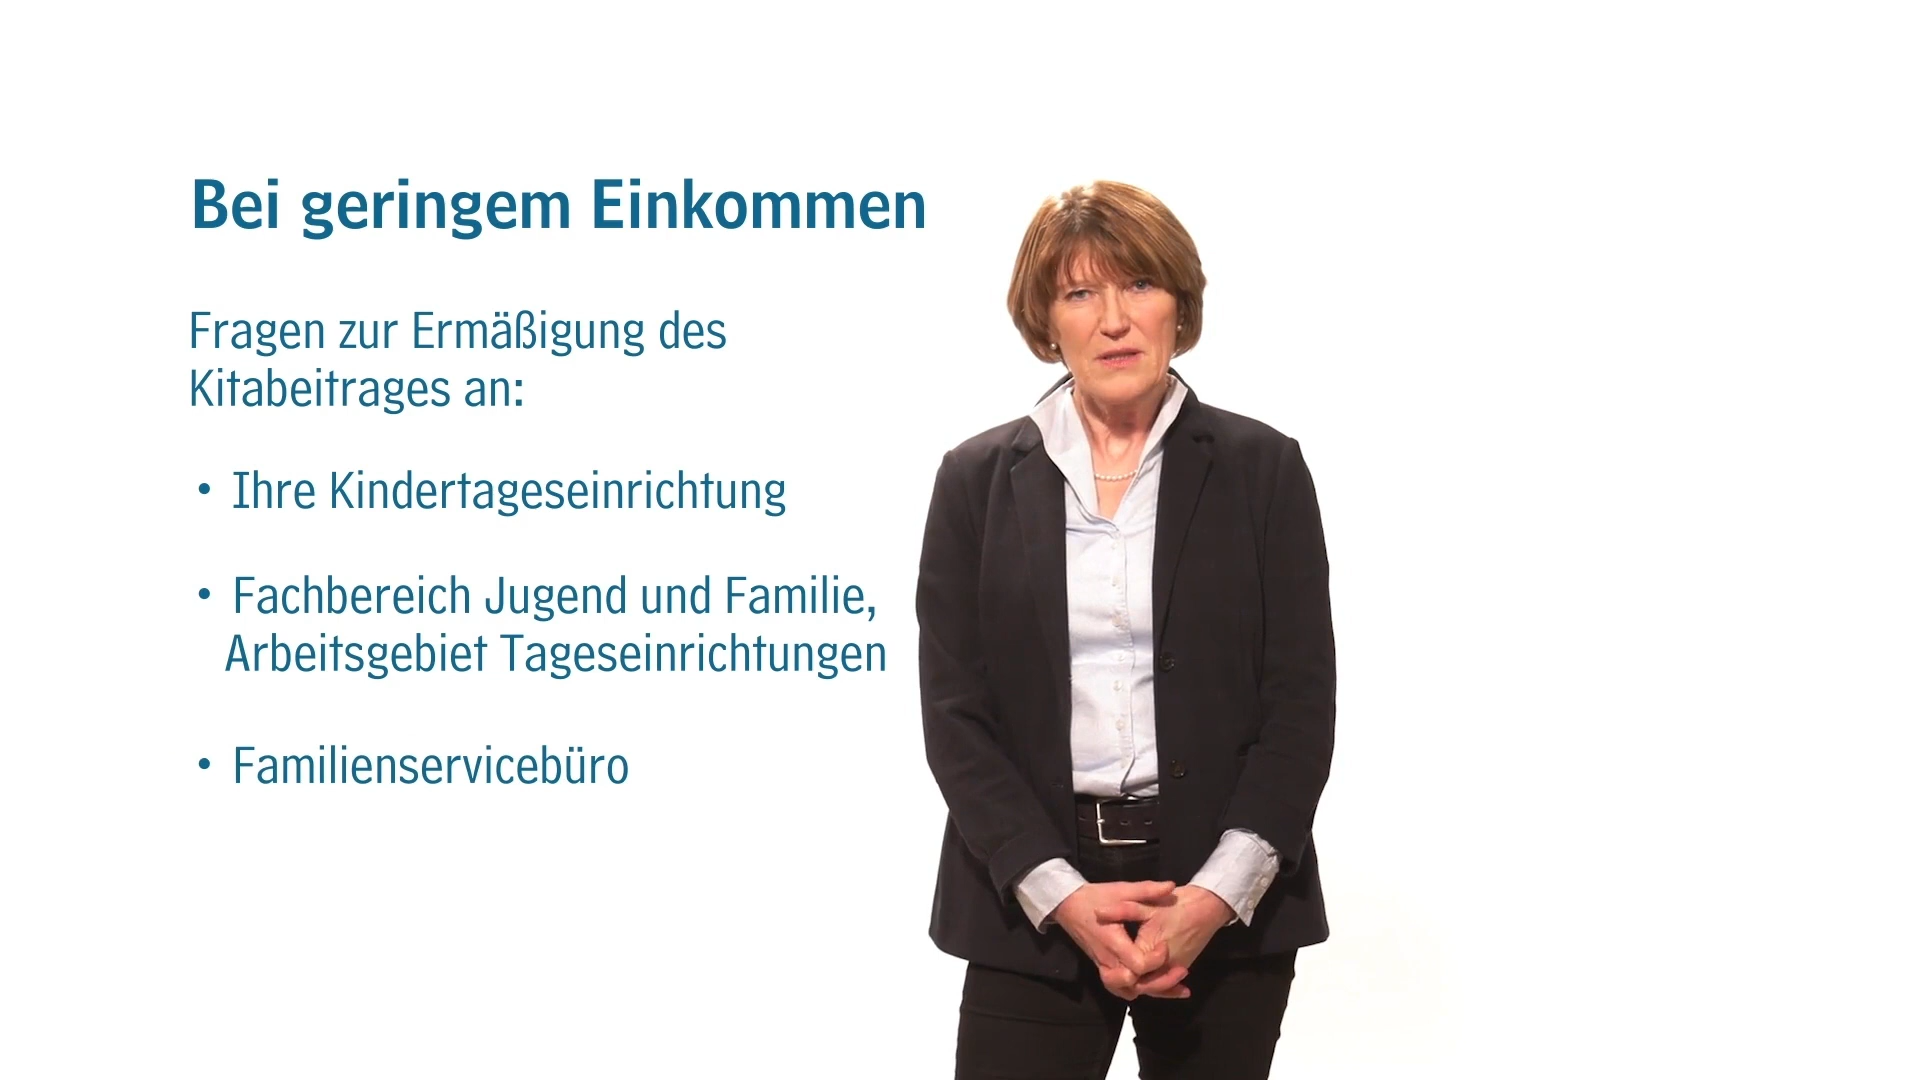 Bei geringem Einkommen
Fragen zur Ermäßigung des
Kitabeitrages an:
• Ihre Kindertageseinrichtung
• Fachbereich Jugend und Familie,
Arbeitsgebiet Tageseinrichtungen
• Familienservicebüro